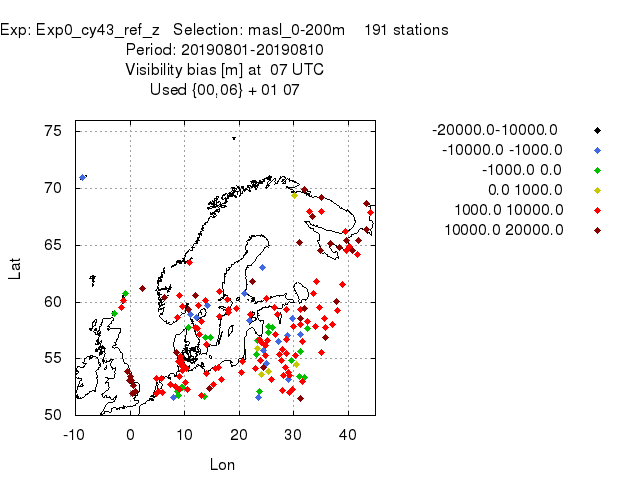 Exp: Exp0_cy43_ref_z Selection: masl_0-200m 191 stations
Period: 20190801-20190810
Visibility bias [m] at 07 UTC
Used {00,06} + 01 07
75
70
65
60
55
50
-10 0 10 20 30 40
Lat
Lon
-20000.0-10000.0
-10000.0 -1000.0
-1000.0 0.0
0.0 1000.0
1000.0 10000.0
10000.0 20000.0